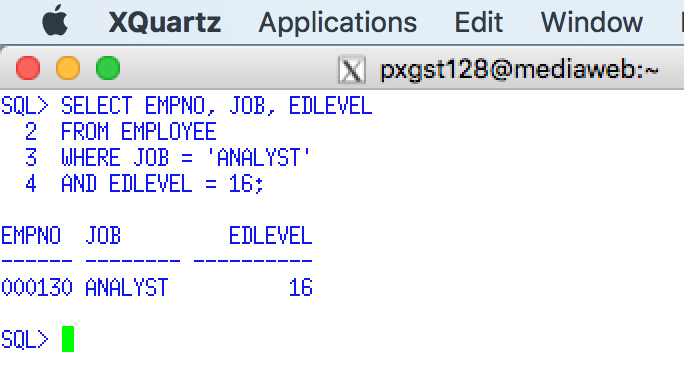 XQuartz Applications Edit Window
pxgst128@mediaweb:~
SQL> SELECT EMPNO, JOB, EDLEVEL
2 FROM EMPLOYEE
3 WHERE JOB = 'ANALYST'
4 AND EDLEVEL = 16;
EMPNO JOB EDLEVEL
------ -------- ----------
000130 ANALYST 16
SQL>